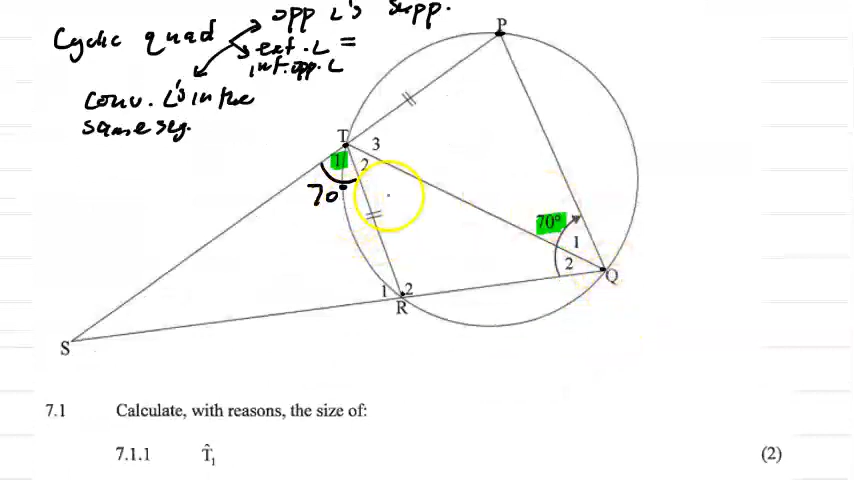 opp L's supp.
Cyclic quad
ext. L =
int. opp. L
conv. L's in the
same seg.
P
T
3
1
2
70°
70°
1
2
Q
1 2
R
S
7.1 Calculate, with reasons, the size of:
7.1.1 T̂₁ (2)